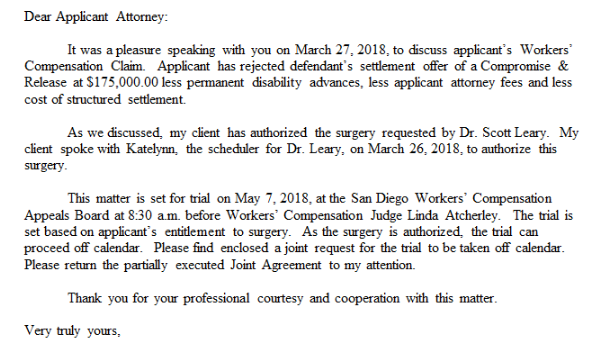 Dear Applicant Attorney:
It was a pleasure speaking with you on March 27, 2018, to discuss applicant's Workers'
Compensation Claim. Applicant has rejected defendant's settlement offer of a Compromise &
Release at $175,000.00 less permanent disability advances, less applicant attorney fees and less
cost of structured settlement.
As we discussed, my client has authorized the surgery requested by Dr. Scott Leary. My
client spoke with Katelynn, the scheduler for Dr. Leary, on March 26, 2018, to authorize this
surgery.
This matter is set for trial on May 7, 2018, at the San Diego Workers' Compensation
Appeals Board at 8:30 a.m. before Workers' Compensation Judge Linda Atcherley. The trial is
set based on applicant's entitlement to surgery. As the surgery is authorized, the trial can
proceed off calendar. Please find enclosed a joint request for the trial to be taken off calendar.
Please return the partially executed Joint Agreement to my attention.
Thank you for your professional courtesy and cooperation with this matter.
Very truly yours,